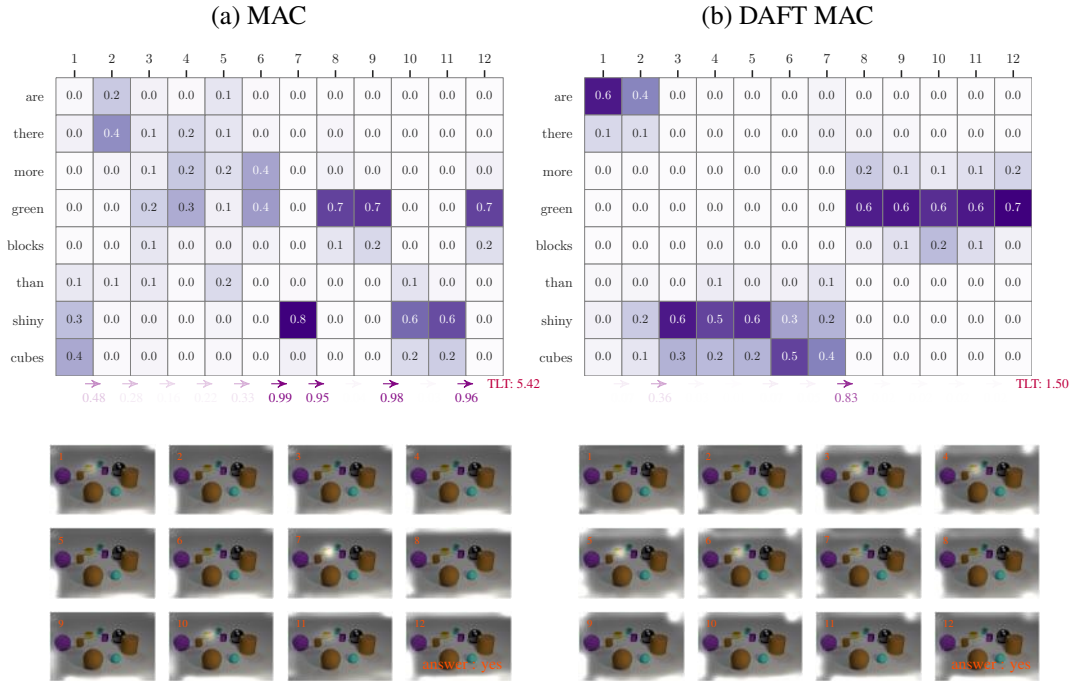 (a) MAC
1 2 3 4 5 6 7 8 9 10 11 12
are 0.0 0.2 0.0 0.0 0.1 0.0 0.0 0.0 0.0 0.0 0.0 0.0
there 0.0 0.4 0.1 0.2 0.1 0.0 0.0 0.0 0.0 0.0 0.0 0.0
more 0.0 0.0 0.1 0.2 0.2 0.4 0.0 0.0 0.0 0.0 0.0 0.0
green 0.0 0.0 0.2 0.3 0.1 0.4 0.0 0.7 0.7 0.0 0.0 0.7
blocks 0.0 0.0 0.1 0.0 0.0 0.0 0.0 0.1 0.2 0.0 0.0 0.2
than 0.1 0.1 0.1 0.0 0.2 0.0 0.0 0.0 0.0 0.1 0.0 0.0
shiny 0.3 0.0 0.0 0.0 0.0 0.0 0.8 0.0 0.0 0.6 0.6 0.0
cubes 0.4 0.0 0.0 0.0 0.0 0.0 0.0 0.0 0.0 0.2 0.2 0.0
TLT: 5.42
0.48 0.28 0.22 0.33 0.99 0.95 0.98 0.96
1 2 3 4
5 6 7 8
9 10 11 12
answer : yes
(b) DAFT MAC
1 2 3 4 5 6 7 8 9 10 11 12
are 0.6 0.4 0.0 0.0 0.0 0.0 0.0 0.0 0.0 0.0 0.0 0.0
there 0.1 0.1 0.0 0.0 0.0 0.0 0.0 0.0 0.0 0.0 0.0 0.0
more 0.0 0.0 0.0 0.0 0.0 0.0 0.0 0.2 0.1 0.1 0.1 0.2
green 0.0 0.0 0.0 0.0 0.0 0.0 0.0 0.6 0.6 0.6 0.6 0.7
blocks 0.0 0.0 0.0 0.0 0.0 0.0 0.0 0.0 0.1 0.2 0.1 0.0
than 0.0 0.0 0.0 0.1 0.0 0.0 0.1 0.0 0.0 0.0 0.0 0.0
shiny 0.0 0.2 0.6 0.5 0.6 0.3 0.2 0.0 0.0 0.0 0.0 0.0
cubes 0.0 0.1 0.3 0.2 0.2 0.5 0.4 0.0 0.0 0.0 0.0 0.0
TLT: 1.50
0.36 0.83
1 2 3 4
7 8
9 10 11 12
answer : yes